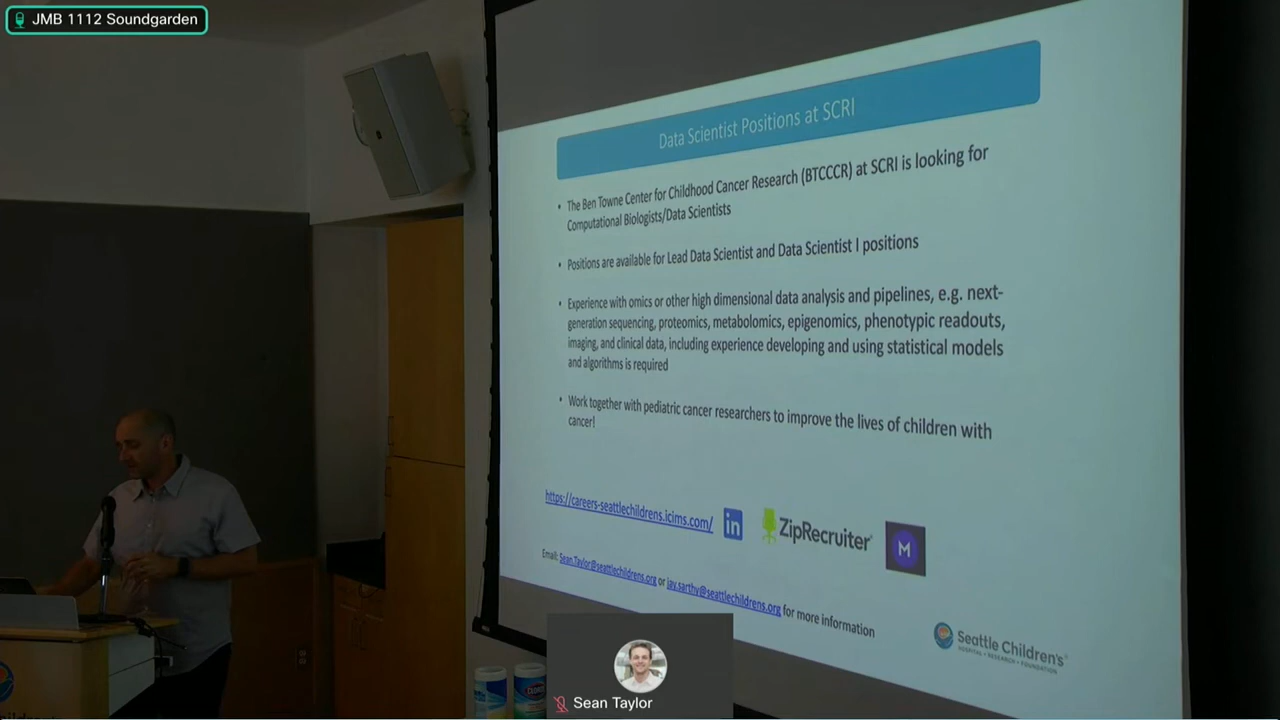 JMB 1112 Soundgarden
Data Scientist Positions at SCRI
• The Ben Towne Center for Childhood Cancer Research (BTCCCR) at SCRI is looking for
Computational Biologists/Data Scientists
• Positions are available for Lead Data Scientist and Data Scientist I positions
• Experience with omics or other high dimensional data analysis and pipelines, e.g. next-
generation sequencing, proteomics, metabolomics, epigenomics, phenotypic readouts,
imaging, and clinical data, including experience developing and using statistical models
and algorithms is required
• Work together with pediatric cancer researchers to improve the lives of children with
cancer!
https://careers-seattlechildrens.icims.com/
in
ZipRecruiter
M
Email: Sean.Taylor@seattlechildrens.org or jay.sarthy@seattlechildrens.org for more information
Seattle Children's
HOSPITAL • RESEARCH • FOUNDATION
CLOROX
Sean Taylor